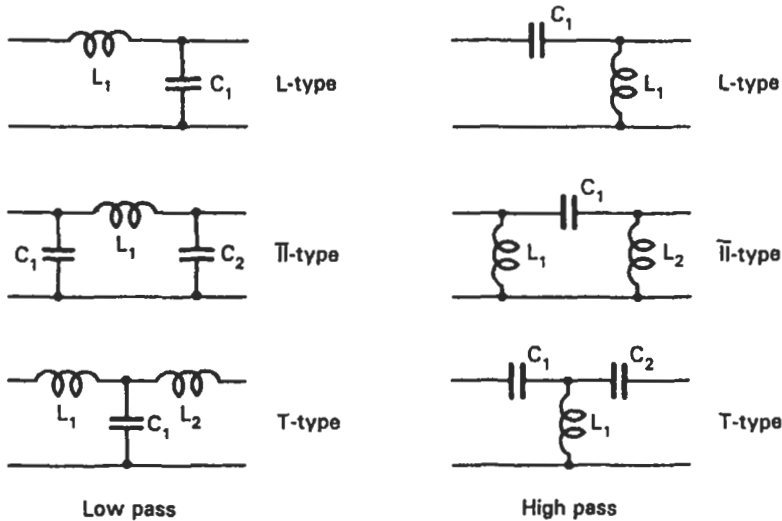 C₁
L₁ C₁ L-type
L₁ L-type
C₁ L₁ C₂ Π-type
C₁
L₁ L₂ Π-type
L₁ C₁ L₂ T-type
C₁ C₂
L₁ T-type
Low pass
High pass